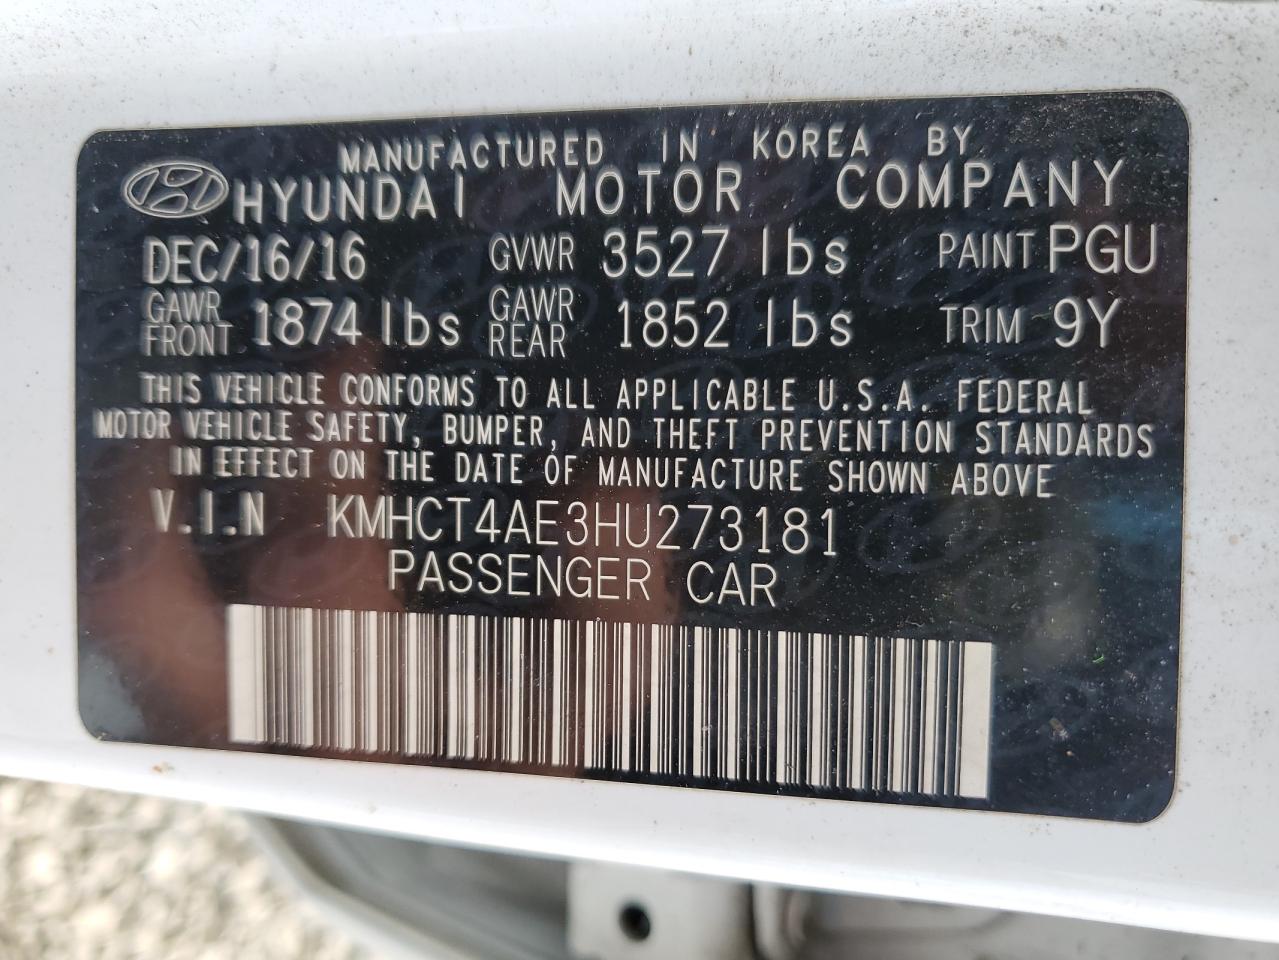 MANUFACTURED IN KOREA BY
HYUNDAI MOTOR COMPANY
DEC/16/16 GVWR 3527 lbs PAINT PGU
GAWR FRONT 1874 lbs GAWR REAR 1852 lbs TRIM 9Y
THIS VEHICLE CONFORMS TO ALL APPLICABLE U.S.A. FEDERAL
MOTOR VEHICLE SAFETY, BUMPER, AND THEFT PREVENTION STANDARDS
IN EFFECT ON THE DATE OF MANUFACTURE SHOWN ABOVE
V.I.N KMHCT4AE3HU273181
PASSENGER CAR